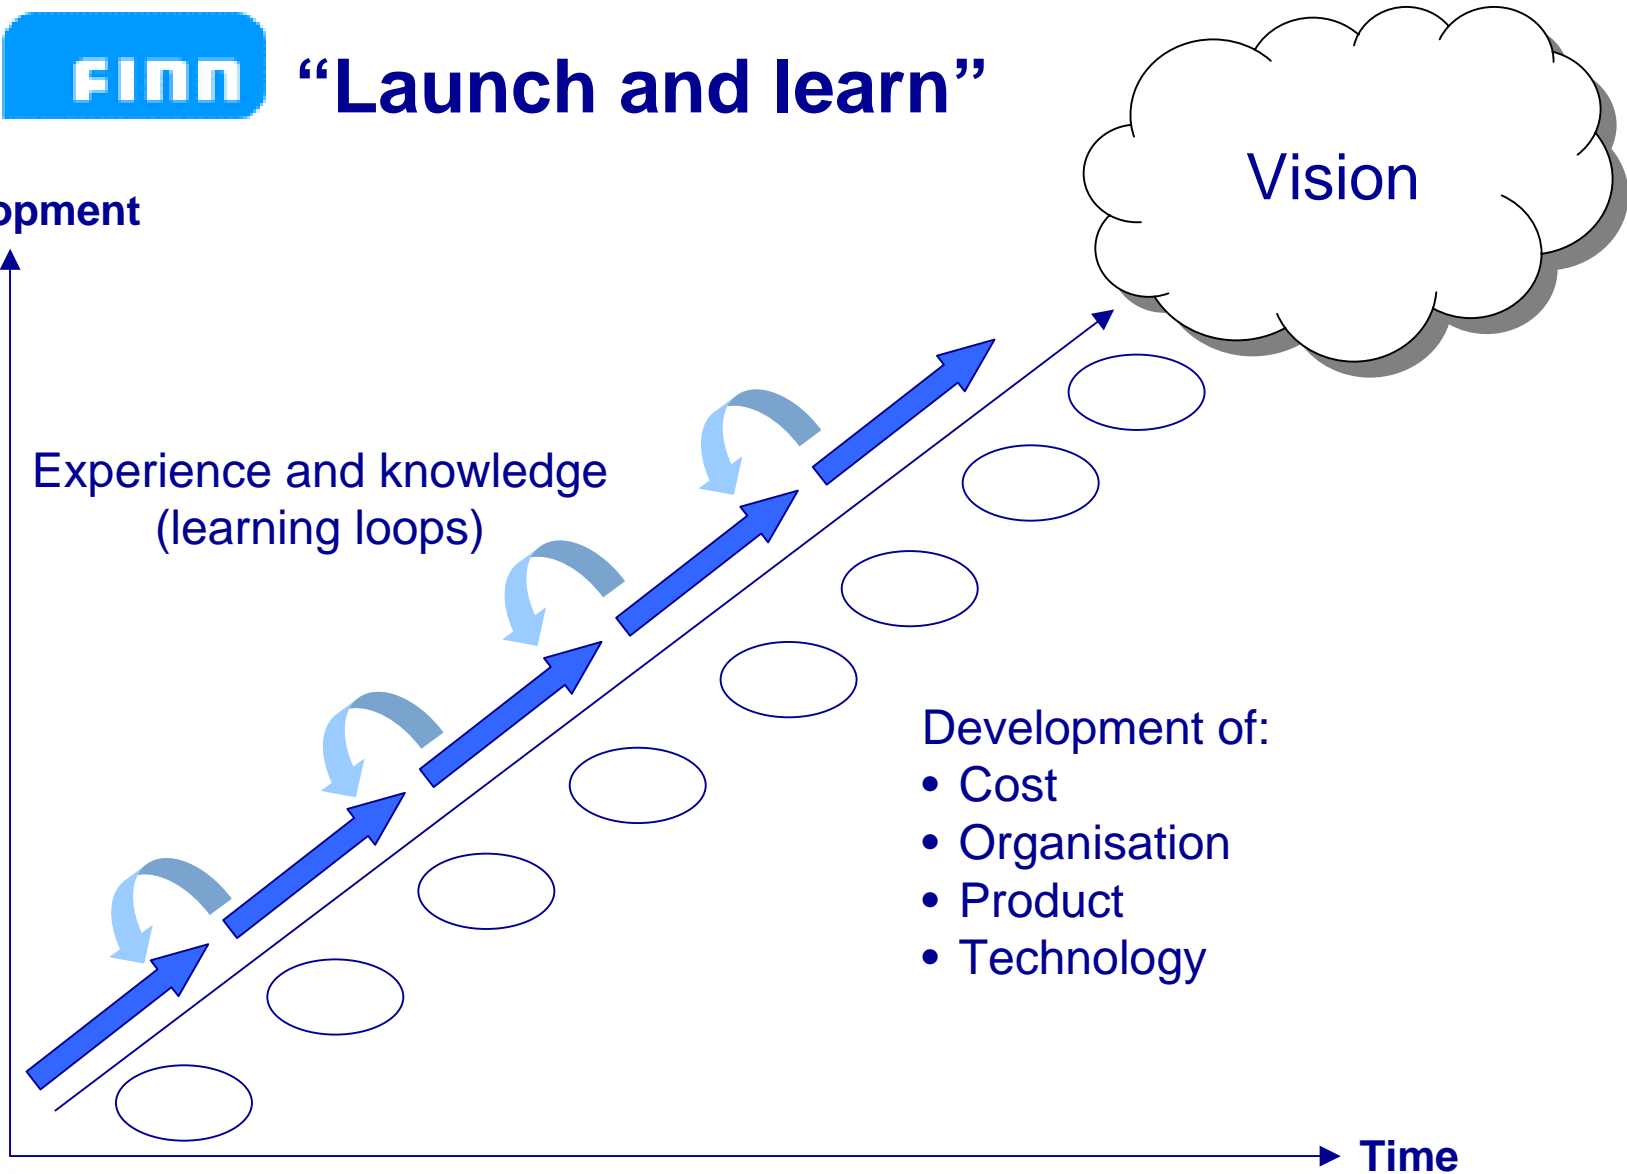 FINN
“Launch and learn”
Vision
opment
Experience and knowledge
(learning loops)
Development of:
• Cost
• Organisation
• Product
• Technology
Time